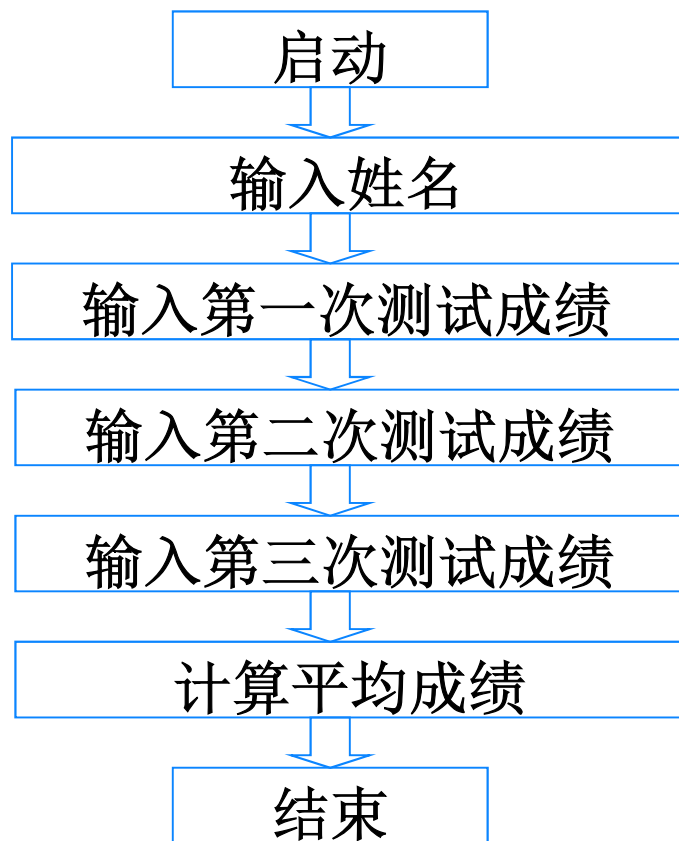 启动
输入姓名
输入第一次测试成绩
输入第二次测试成绩
输入第三次测试成绩
计算平均成绩
结束